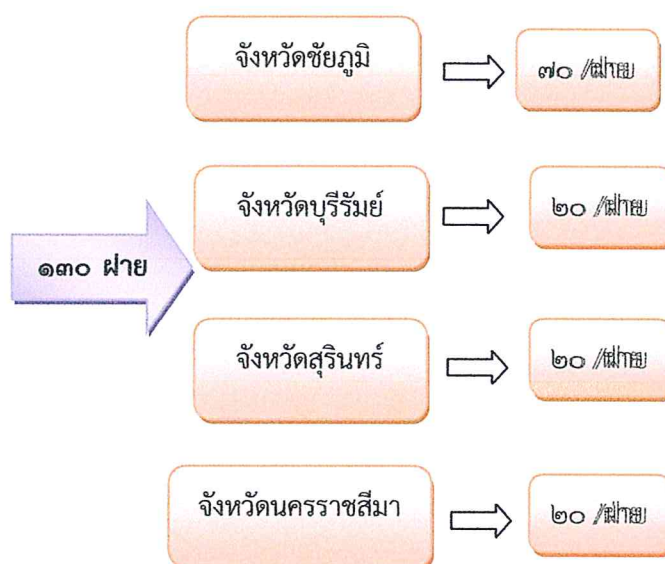 จังหวัดชัยภูมิ
๗๐ /ฝาย
จังหวัดบุรีรัมย์
๒๐ /ฝาย
๑๓๐ ฝาย
จังหวัดสุรินทร์
๒๐ /ฝาย
จังหวัดนครราชสีมา
๒๐ /ฝาย